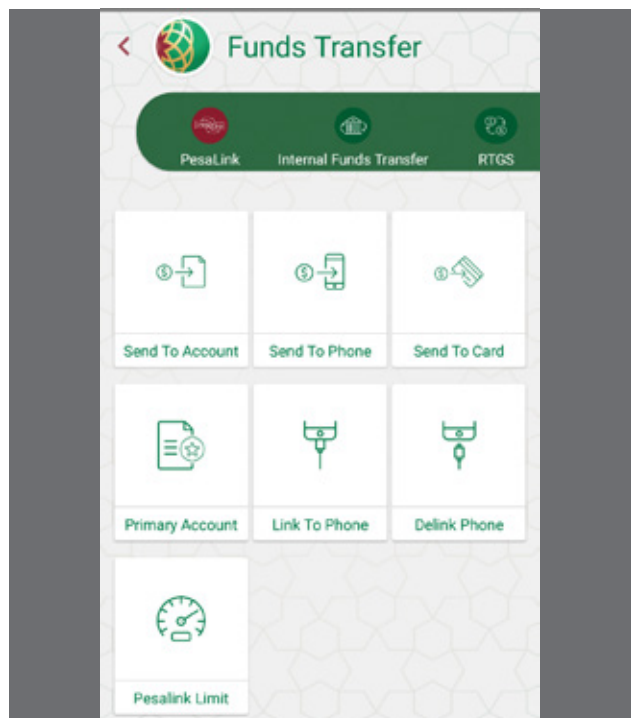 Funds Transfer
PesaLink Internal Funds Transfer RTGS
Send To Account Send To Phone Send To Card
Primary Account Link To Phone Delink Phone
Pesalink Limit